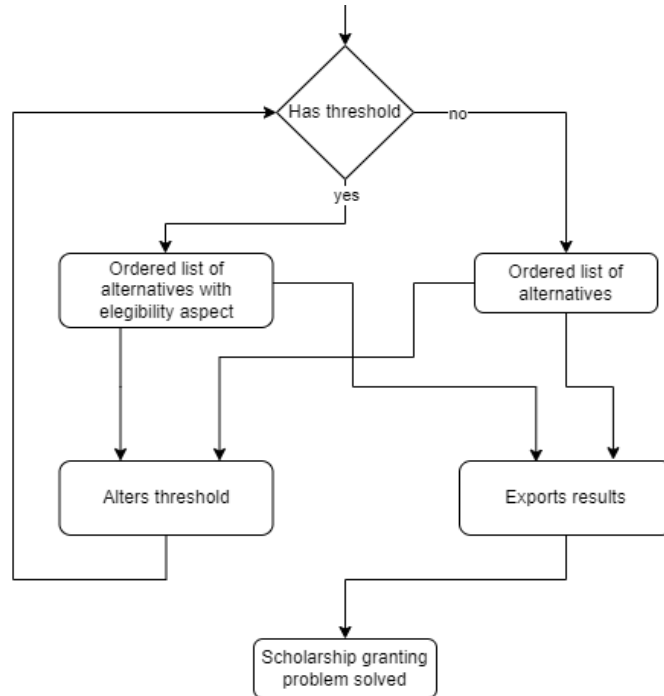 Has threshold
no
yes
Ordered list of
alternatives with
elegibility aspect
Ordered list of
alternatives
Alters threshold
Exports results
Scholarship granting
problem solved